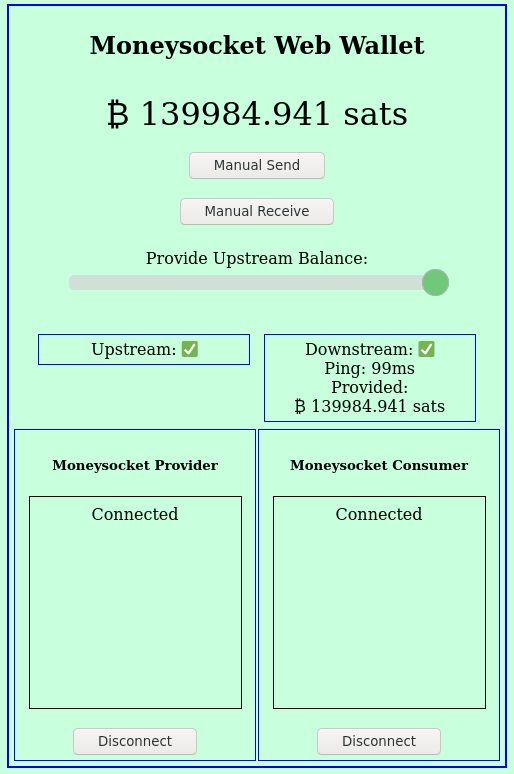 Moneysocket Web Wallet
₿ 139984.941 sats
Manual Send
Manual Receive
Provide Upstream Balance:
Upstream: ✅
Downstream: ✅
Ping: 99ms
Provided:
₿ 139984.941 sats
Moneysocket Provider
Connected
Disconnect
Moneysocket Consumer
Connected
Disconnect